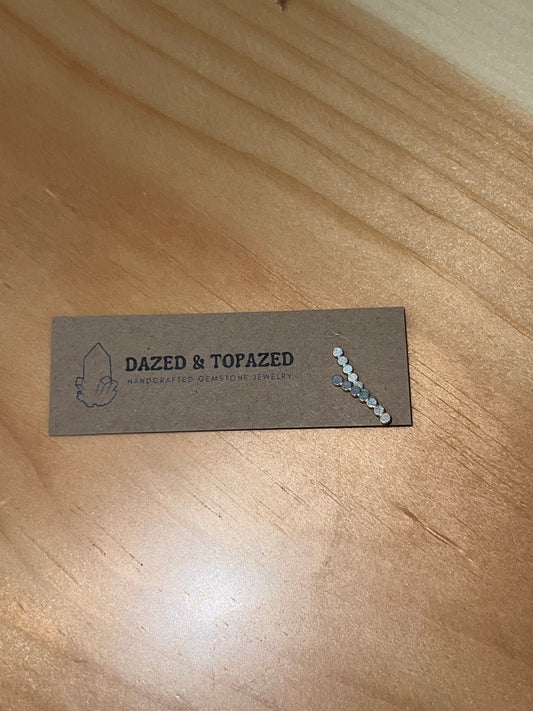 DAZED & TOPAZED
HANDCRAFTED GEMSTONE JEWELRY